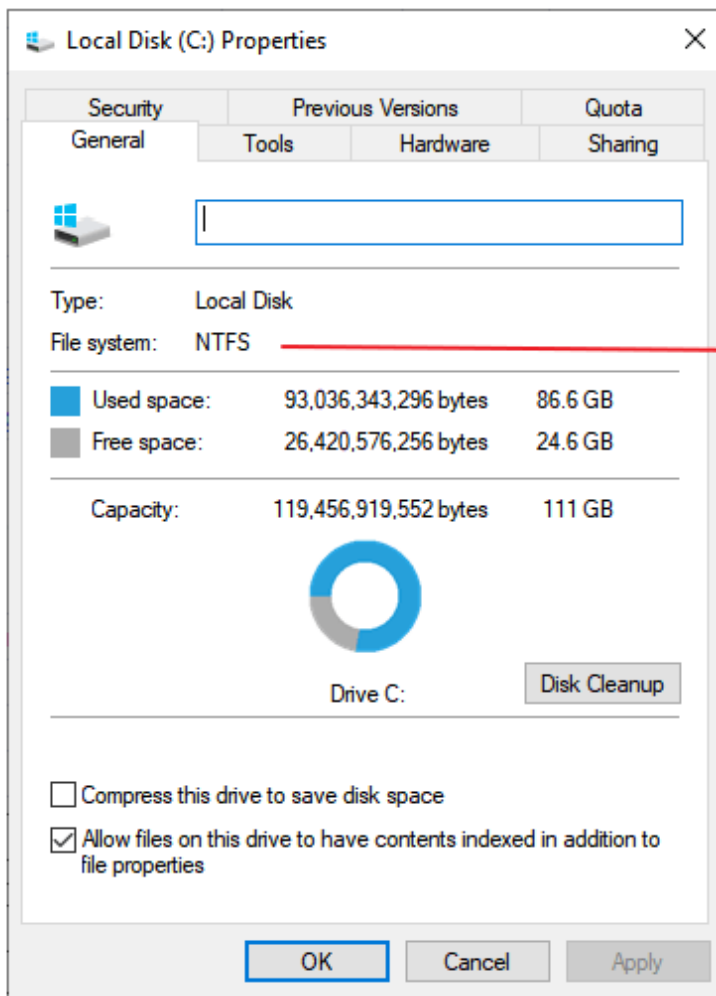 Local Disk (C:) Properties
Security Previous Versions Quota
General Tools Hardware Sharing
Type: Local Disk
File system: NTFS
Used space: 93,036,343,296 bytes 86.6 GB
Free space: 26,420,576,256 bytes 24.6 GB
Capacity: 119,456,919,552 bytes 111 GB
Drive C: Disk Cleanup
Compress this drive to save disk space
Allow files on this drive to have contents indexed in addition to
file properties
OK Cancel Apply